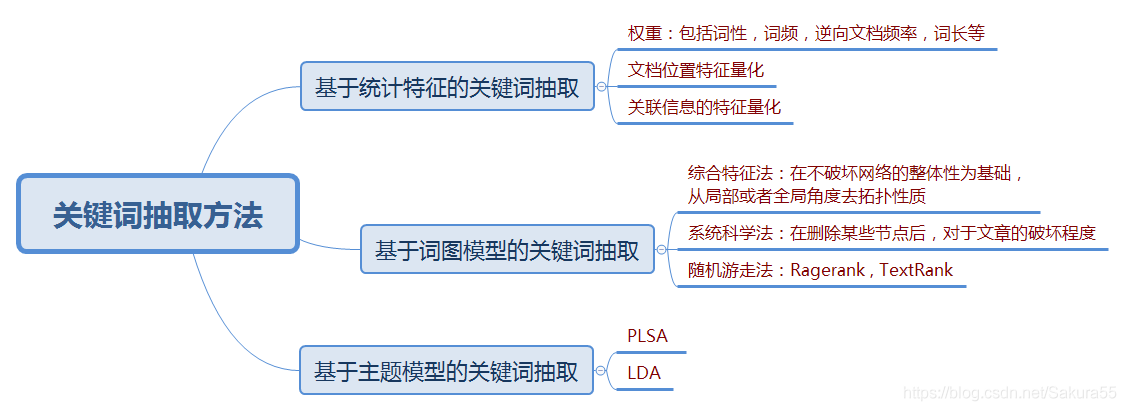 关键词抽取方法
基于统计特征的关键词抽取
权重：包括词性，词频，逆向文档频率，词长等
文档位置特征量化
关联信息的特征量化
基于词图模型的关键词抽取
综合特征法：在不破坏网络的整体性为基础，
从局部或者全局角度去拓扑性质
系统科学法：在删除某些节点后，对于文章的破坏程度
随机游走法：Ragerank , TextRank
基于主题模型的关键词抽取
PLSA
LDA
https://blog.csdn.net/Sakura55